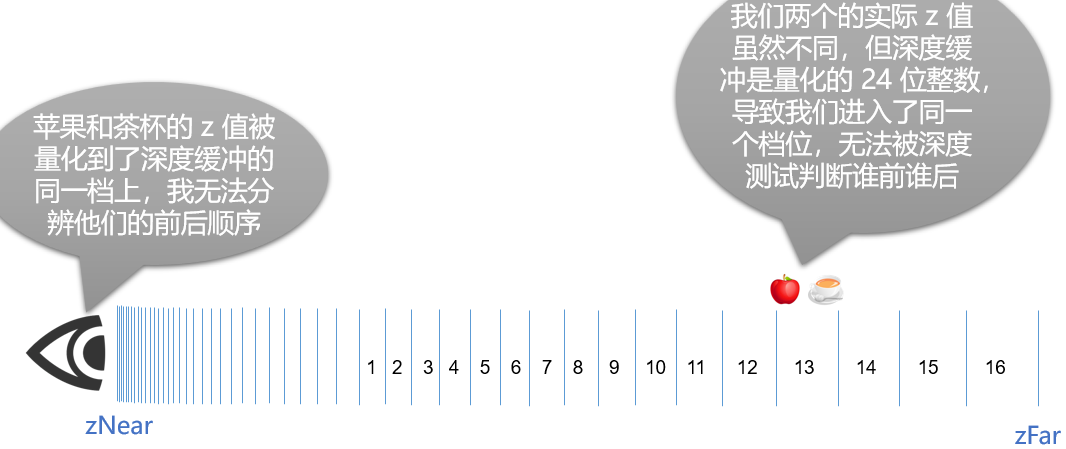 我们两个的实际 z 值
虽然不同，但深度缓
冲是量化的 24 位整数，
导致我们进入了同一
个档位，无法被深度
测试判断谁前谁后
苹果和茶杯的 z 值被
量化到了深度缓冲的
同一档上，我无法分
辨他们的前后顺序
1 2 3 4 5 6 7 8 9 10 11 12 13 14 15 16
zNear
zFar